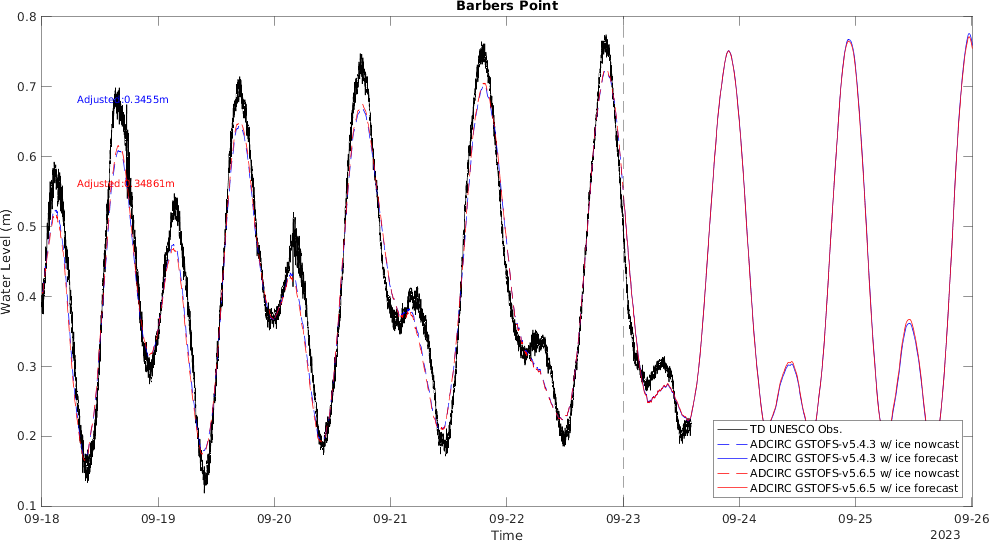 Barbers Point
0.8
0.7
0.6
0.5
0.4
0.3
0.2
0.1
Water Level (m)
Adjusted:0.3455m
Adjusted:0.34861m
TD UNESCO Obs.
ADCIRC GSTOFS-v5.4.3 w/ ice nowcast
ADCIRC GSTOFS-v5.4.3 w/ ice forecast
ADCIRC GSTOFS-v5.6.5 w/ ice nowcast
ADCIRC GSTOFS-v5.6.5 w/ ice forecast
09-18 09-19 09-20 09-21 09-22 09-23 09-24 09-25 09-26
Time
2023